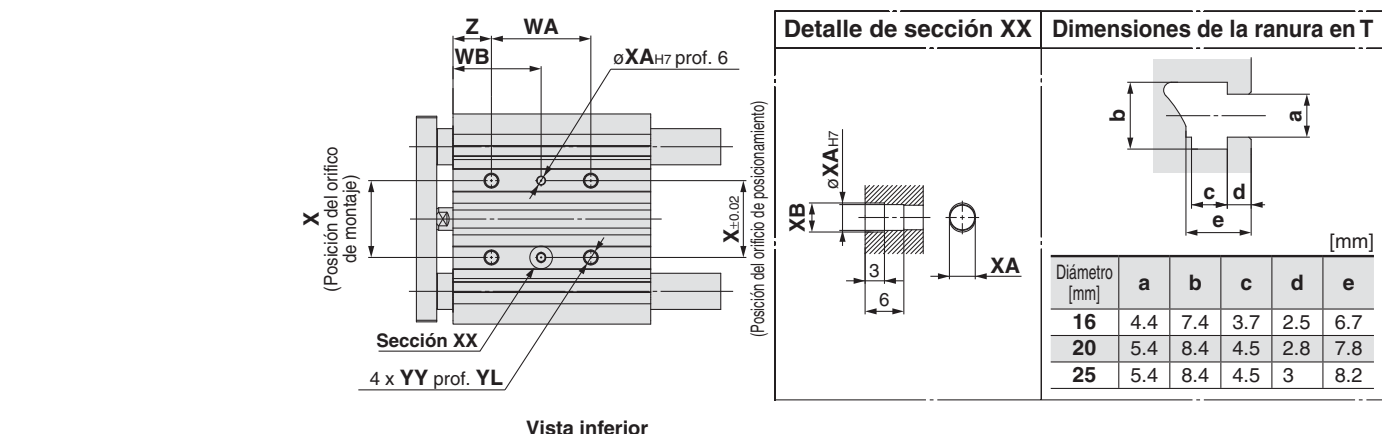 Z WA
WB
øXAH7 prof. 6
X
(Posición del orifico
de montaje)
X±0.02
(Posición del orificio de posicionamiento)
Sección XX
4 x YY prof. YL
Vista inferior
Detalle de sección XX
øXAH7
XB
XA
3
6
Dimensiones de la ranura en T
b
a
c d
e
[mm]
Diámetro
[mm] a b c d e
16 4.4 7.4 3.7 2.5 6.7
20 5.4 8.4 4.5 2.8 7.8
25 5.4 8.4 4.5 3 8.2